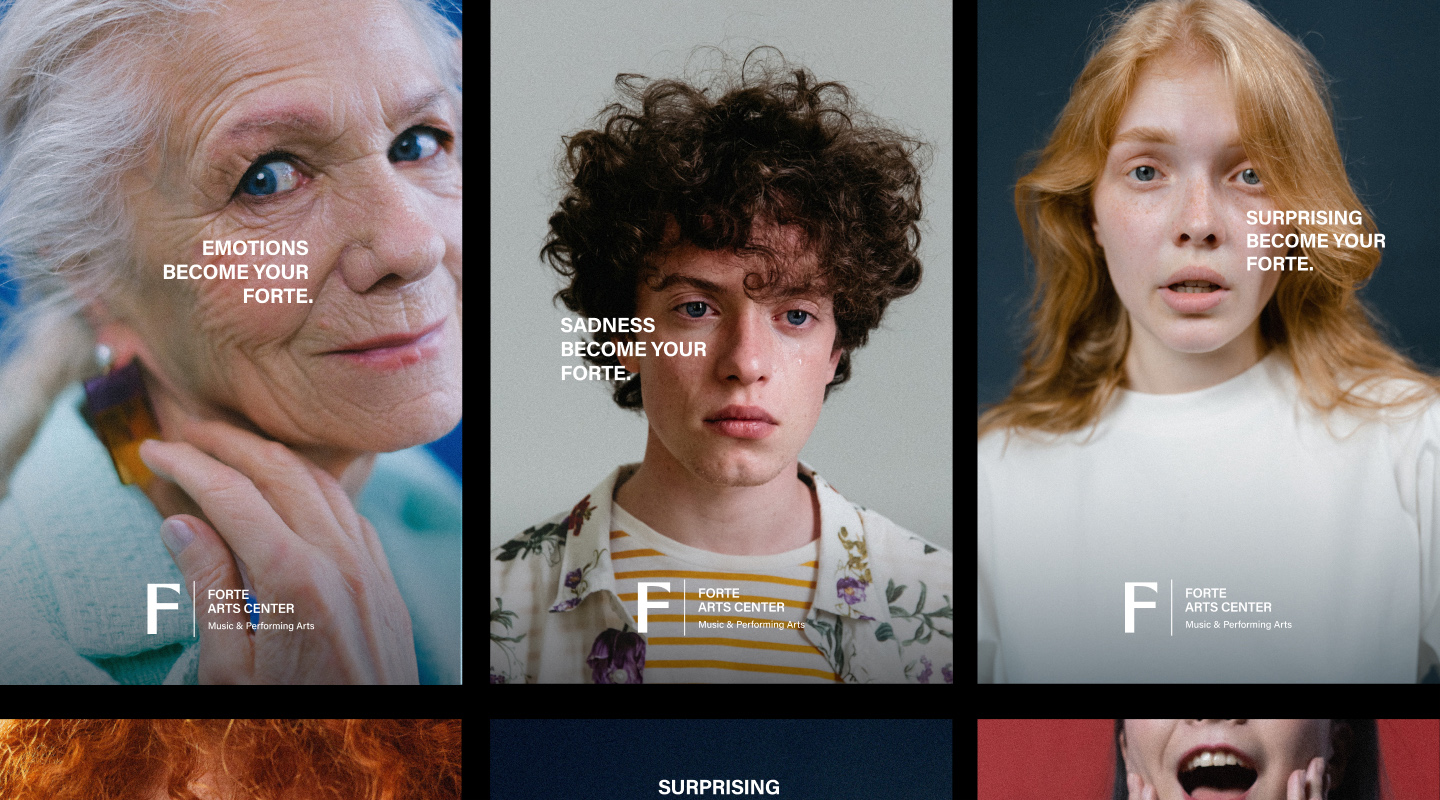 EMOTIONS
BECOME YOUR
FORTE.
F
FORTE
ARTS CENTER
Music & Performing Arts
SADNESS
BECOME YOUR
FORTE.
F
FORTE
ARTS CENTER
Music & Performing Arts
SURPRISING
BECOME YOUR
FORTE.
F
FORTE
ARTS CENTER
Music & Performing Arts
SURPRISING